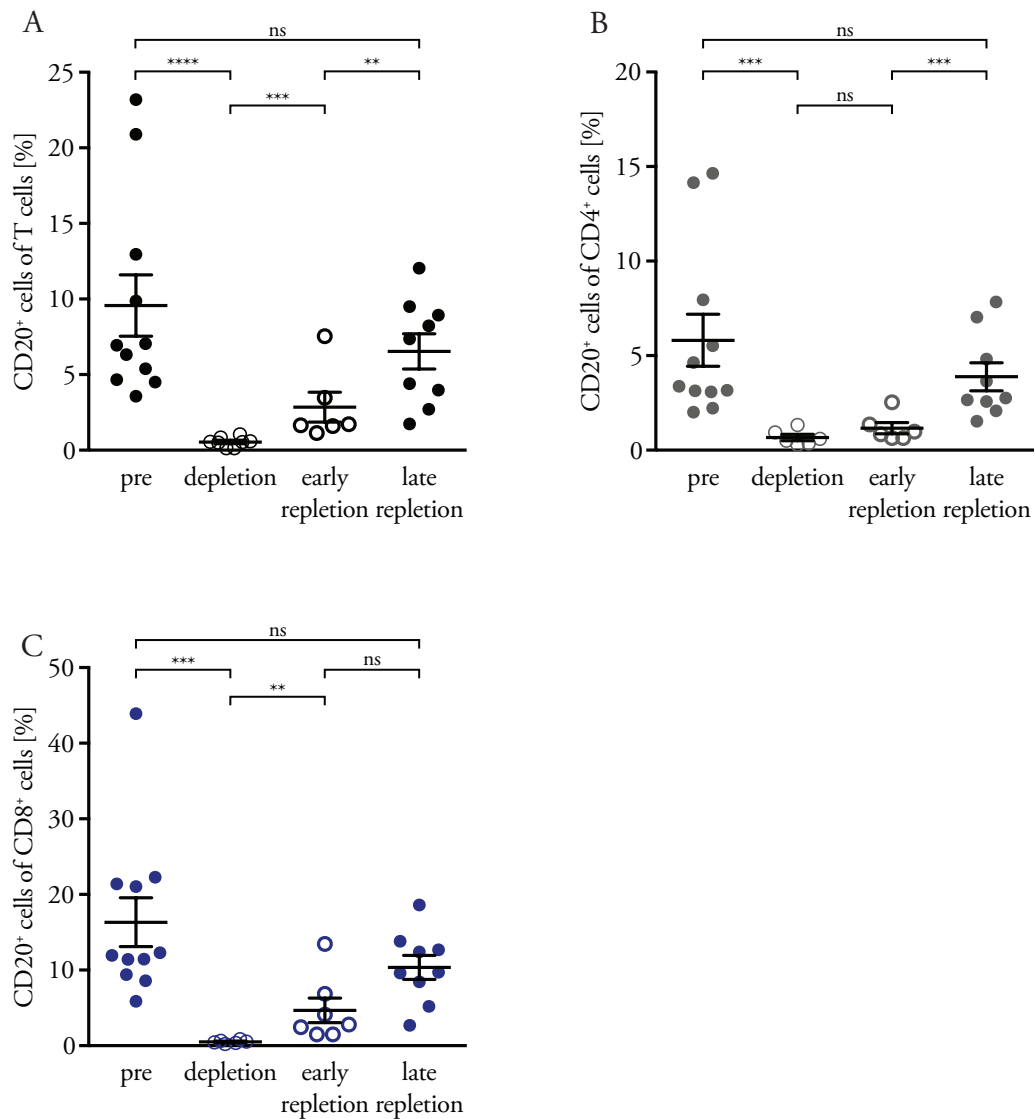 A
ns
****
**
***
CD20⁺ cells of T cells [%]
25
20
15
10
5
0
pre
depletion
early
repletion
late
repletion
B
ns
***
***
ns
CD20⁺ cells of CD4⁺ cells [%]
20
15
10
5
0
pre
depletion
early
repletion
late
repletion
C
ns
***
ns
**
CD20⁺ cells of CD8⁺ cells [%]
50
40
30
20
10
0
pre
depletion
early
repletion
late
repletion